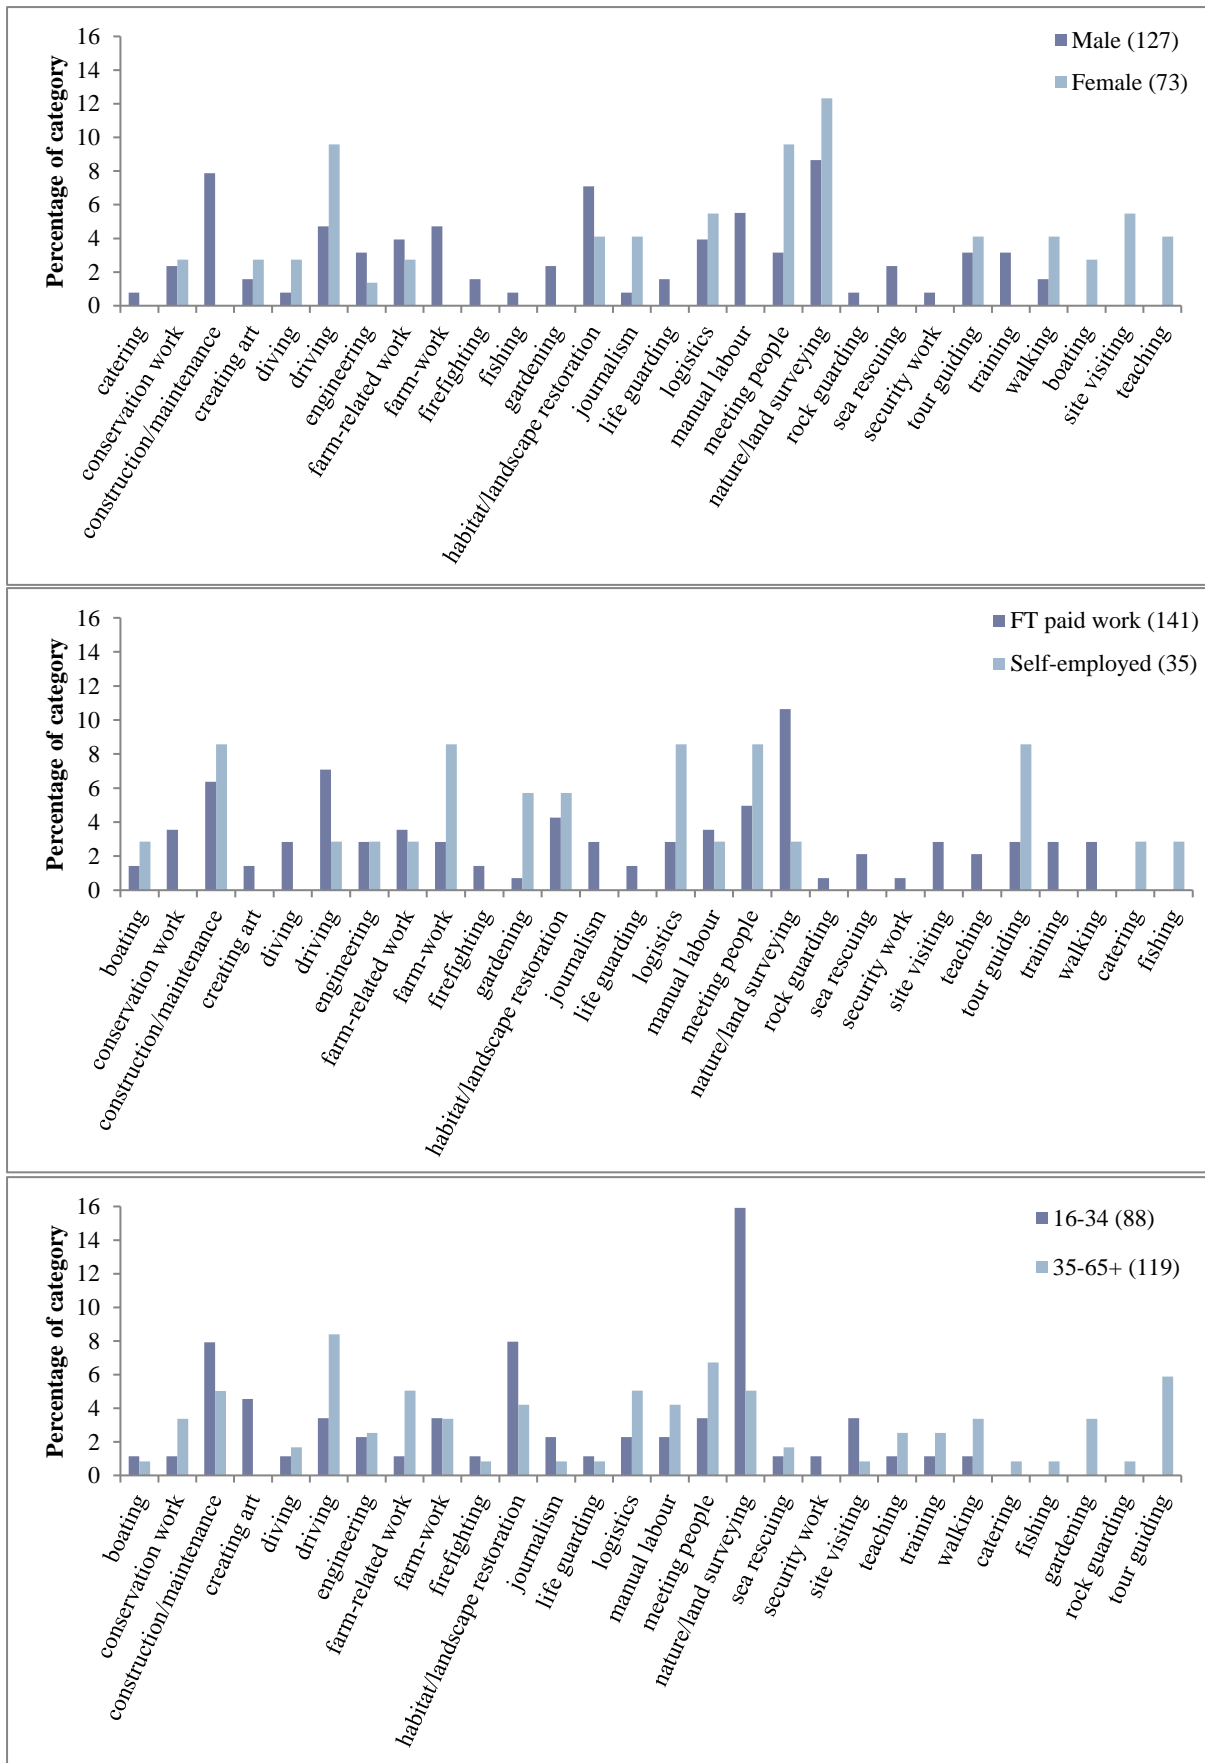 16
14
12
10
8
6
4
2
0
Percentage of category
Male (127)
Female (73)
catering
conservation work
construction/maintenance
creating art
diving
driving
engineering
farm-related work
farm-work
firefighting
fishing
gardening
habitat/landscape restoration
journalism
life guarding
logistics
manual labour
meeting people
nature/land surveying
rock guarding
sea rescuing
security work
tour guiding
training
walking
boating
site visiting
teaching
16
14
12
10
8
6
4
2
0
Percentage of category
FT paid work (141)
Self-employed (35)
boating
conservation work
construction/maintenance
creating art
diving
driving
engineering
farm-related work
farm-work
firefighting
gardening
habitat/landscape restoration
journalism
life guarding
logistics
manual labour
meeting people
nature/land surveying
rock guarding
sea rescuing
security work
site visiting
teaching
tour guiding
training
walking
catering
fishing
16
14
12
10
8
6
4
2
0
Percentage of category
16-34 (88)
35-65+ (119)
boating
conservation work
construction/maintenance
creating art
diving
driving
engineering
farm-related work
farm-work
firefighting
habitat/landscape restoration
journalism
life guarding
logistics
manual labour
meeting people
nature/land surveying
sea rescuing
security work
site visiting
teaching
training
walking
catering
fishing
gardening
rock guarding
tour guiding